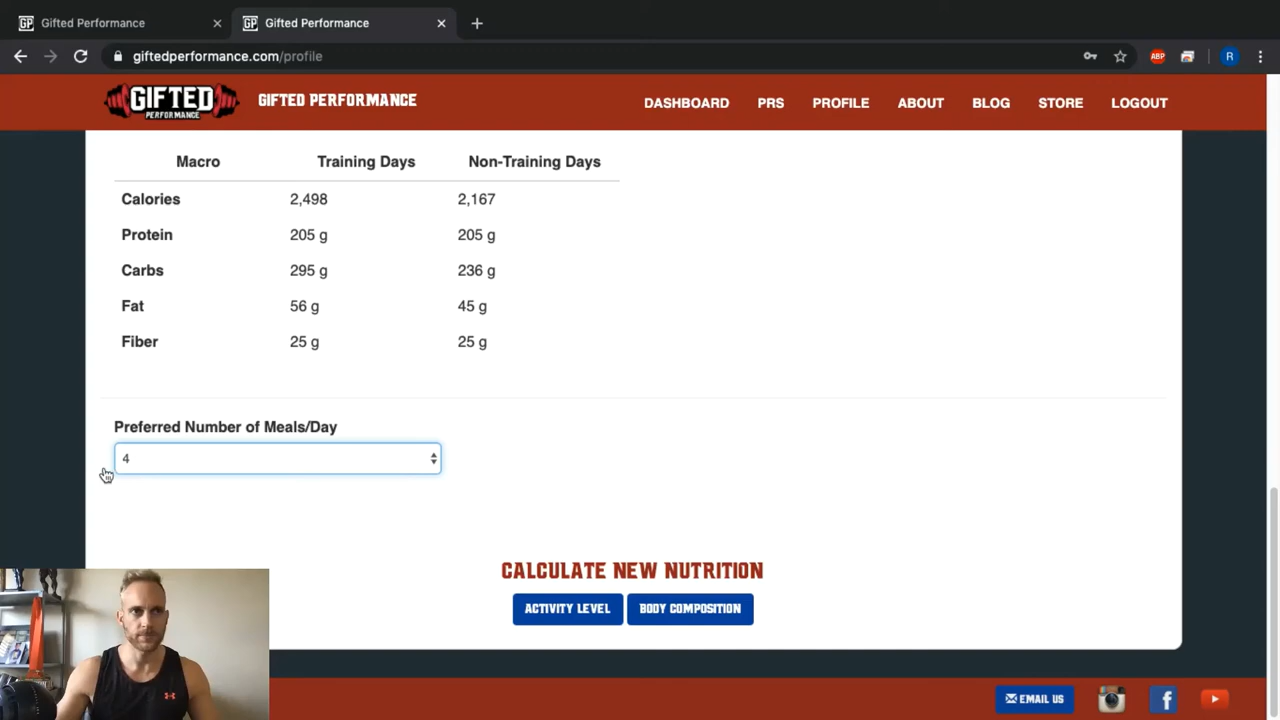 Gifted Performance
Gifted Performance
giftedperformance.com/profile
ABP
R
GIFTED PERFORMANCE
GIFTED PERFORMANCE
DASHBOARD PRS PROFILE ABOUT BLOG STORE LOGOUT
Macro Training Days Non-Training Days
Calories 2,498 2,167
Protein 205 g 205 g
Carbs 295 g 236 g
Fat 56 g 45 g
Fiber 25 g 25 g
Preferred Number of Meals/Day
4
CALCULATE NEW NUTRITION
ACTIVITY LEVEL BODY COMPOSITION
EMAIL US